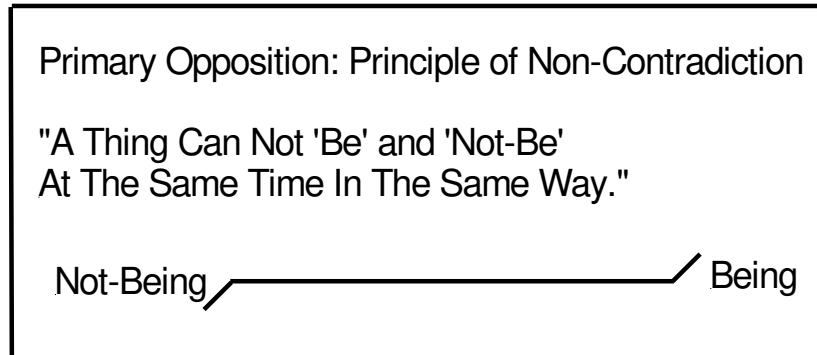 Primary Opposition: Principle of Non-Contradiction
"A Thing Can Not 'Be' and 'Not-Be'
At The Same Time In The Same Way."
Not-Being Being